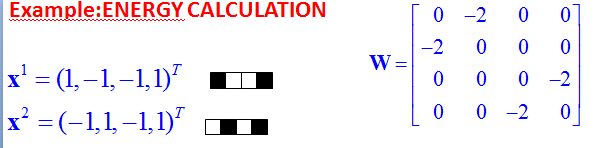 Example:ENERGY CALCULATION
x¹ = (1, −1, −1, 1)ᵀ
x² = (−1, 1, −1, 1)ᵀ
W =
0 −2 0 0
−2 0 0 0
0 0 0 −2
0 0 −2 0